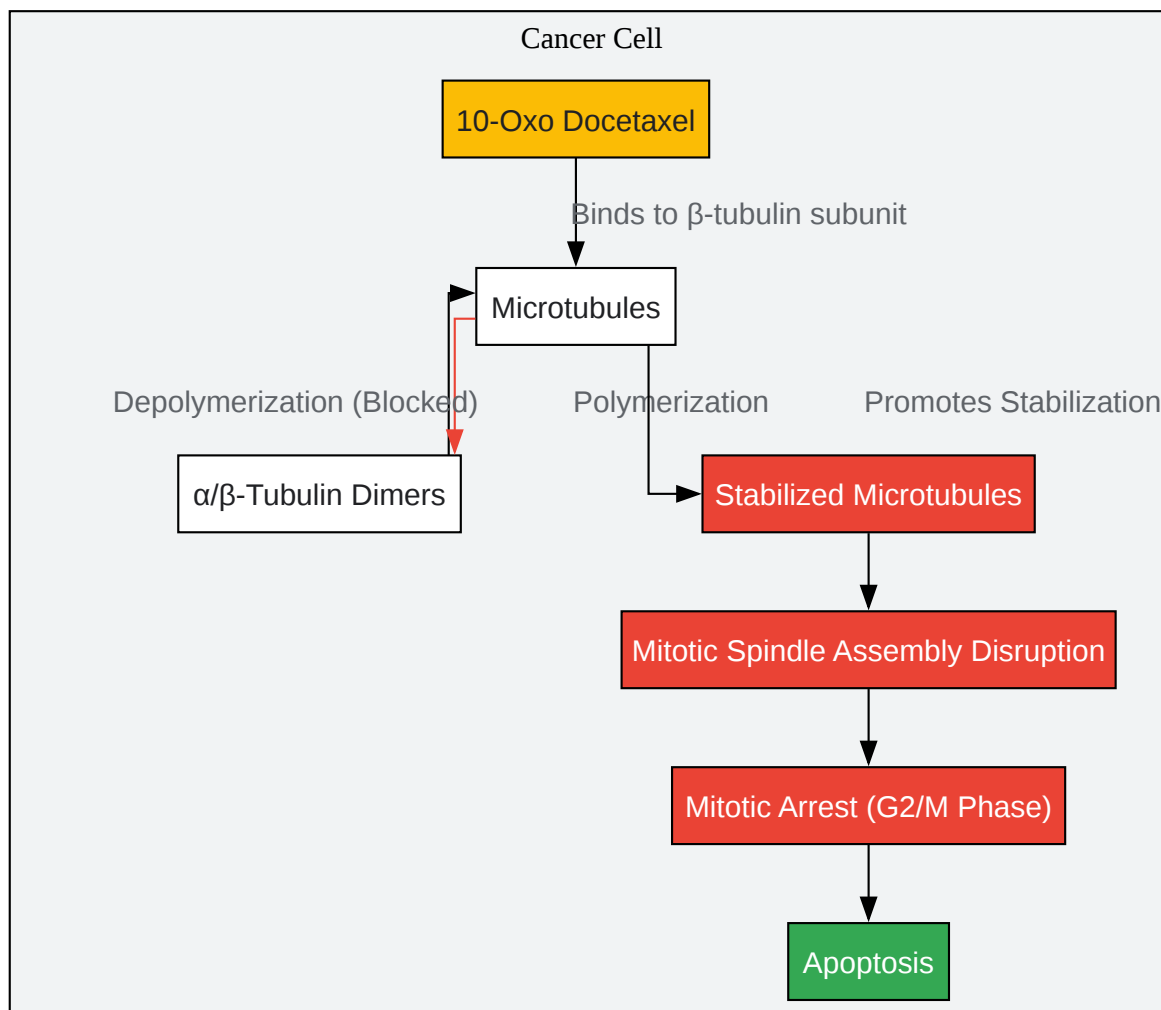 Cancer Cell
10-Oxo Docetaxel
Binds to β-tubulin subunit
Microtubules
Depolymerization (Blocked)
Polymerization
Promotes Stabilization
α/β-Tubulin Dimers
Stabilized Microtubules
Mitotic Spindle Assembly Disruption
Mitotic Arrest (G2/M Phase)
Apoptosis